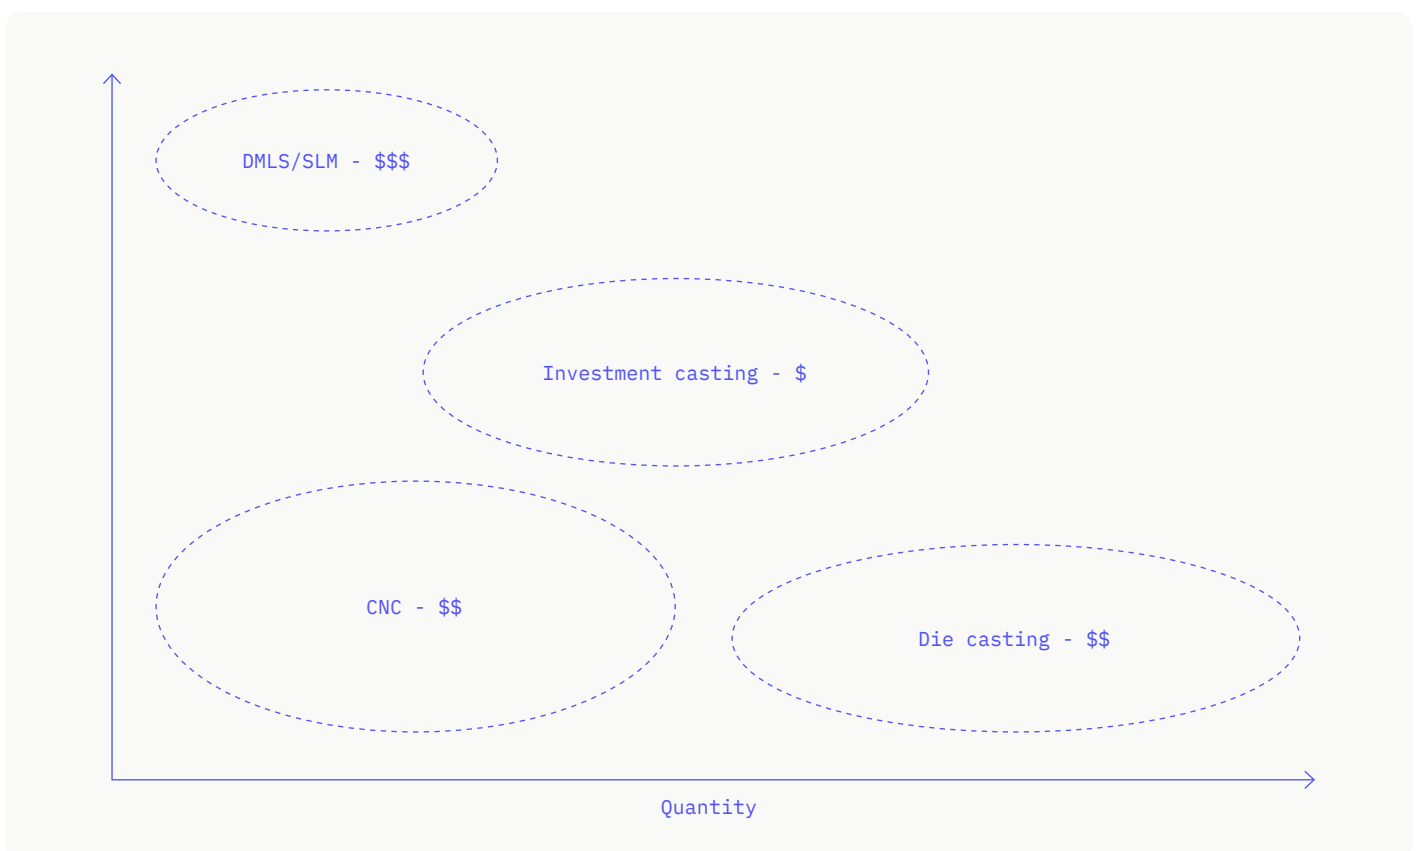 DMLS/SLM - $$$
Investment casting - $
CNC - $$
Die casting - $$
Quantity